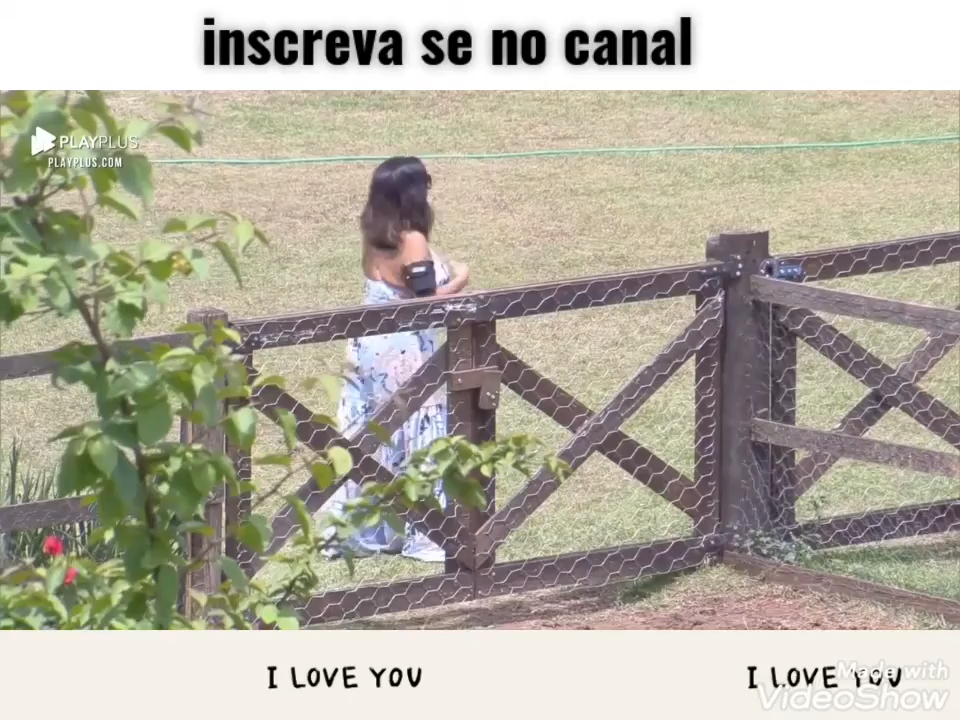 inscreva se no canal
PLAYPLUS
PLAYPLUS.COM
I LOVE YOU
I LOVE YOU
Made with
VideoShow